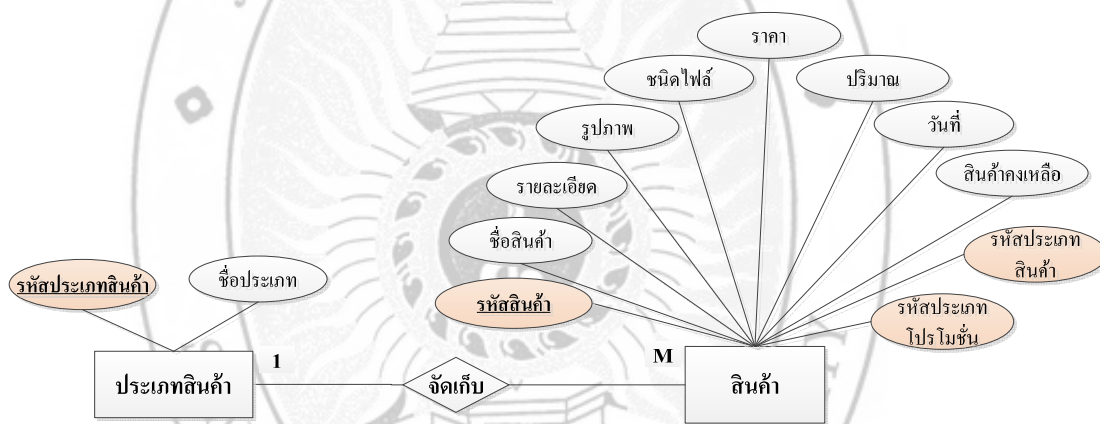 ราคา
ชนิดไฟล์
ปริมาณ
รูปภาพ
วันที่
รายละเอียด
สินค้าคงเหลือ
ชื่อสินค้า
รหัสประเภท
สินค้า
รหัสประเภทสินค้า
ชื่อประเภท
รหัสสินค้า
รหัสประเภท
โปรโมชั่น
ประเภทสินค้า
1
จัดเก็บ
M
สินค้า